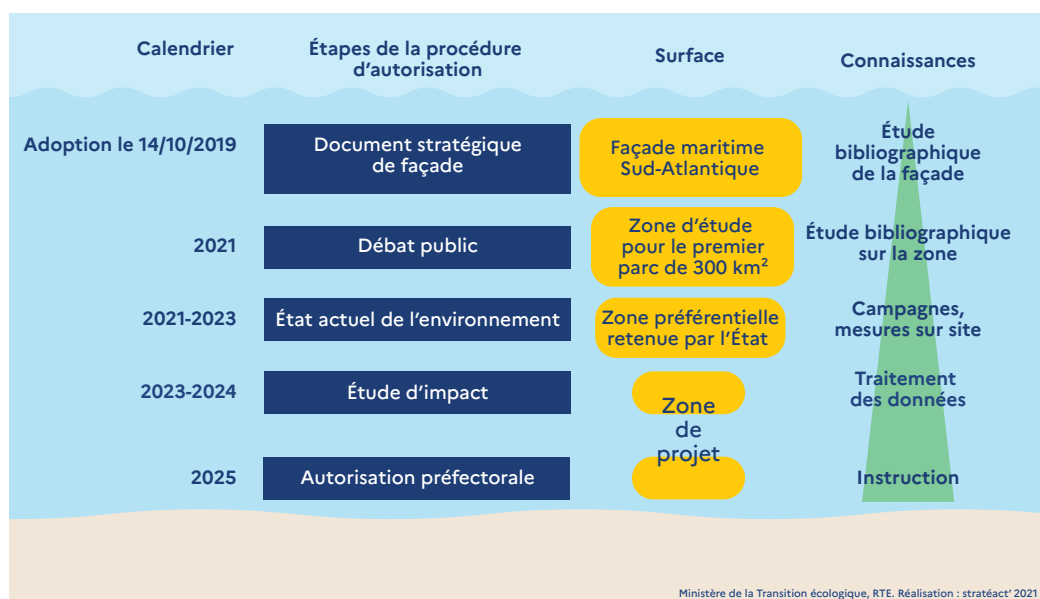 Calendrier
Étapes de la procédure
d'autorisation
Surface
Connaissances
Adoption le 14/10/2019
Document stratégique
de façade
Façade maritime
Sud-Atlantique
Étude
bibliographique
de la façade
2021
Débat public
Zone d'étude
pour le premier
parc de 300 km²
Étude bibliographique
sur la zone
2021-2023
État actuel de l'environnement
Zone préférentielle
retenue par l'État
Campagnes,
mesures sur site
2023-2024
Étude d'impact
Zone
de
projet
Traitement
des données
2025
Autorisation préfectorale
Instruction
Ministère de la Transition écologique, RTE. Réalisation : stratéact' 2021